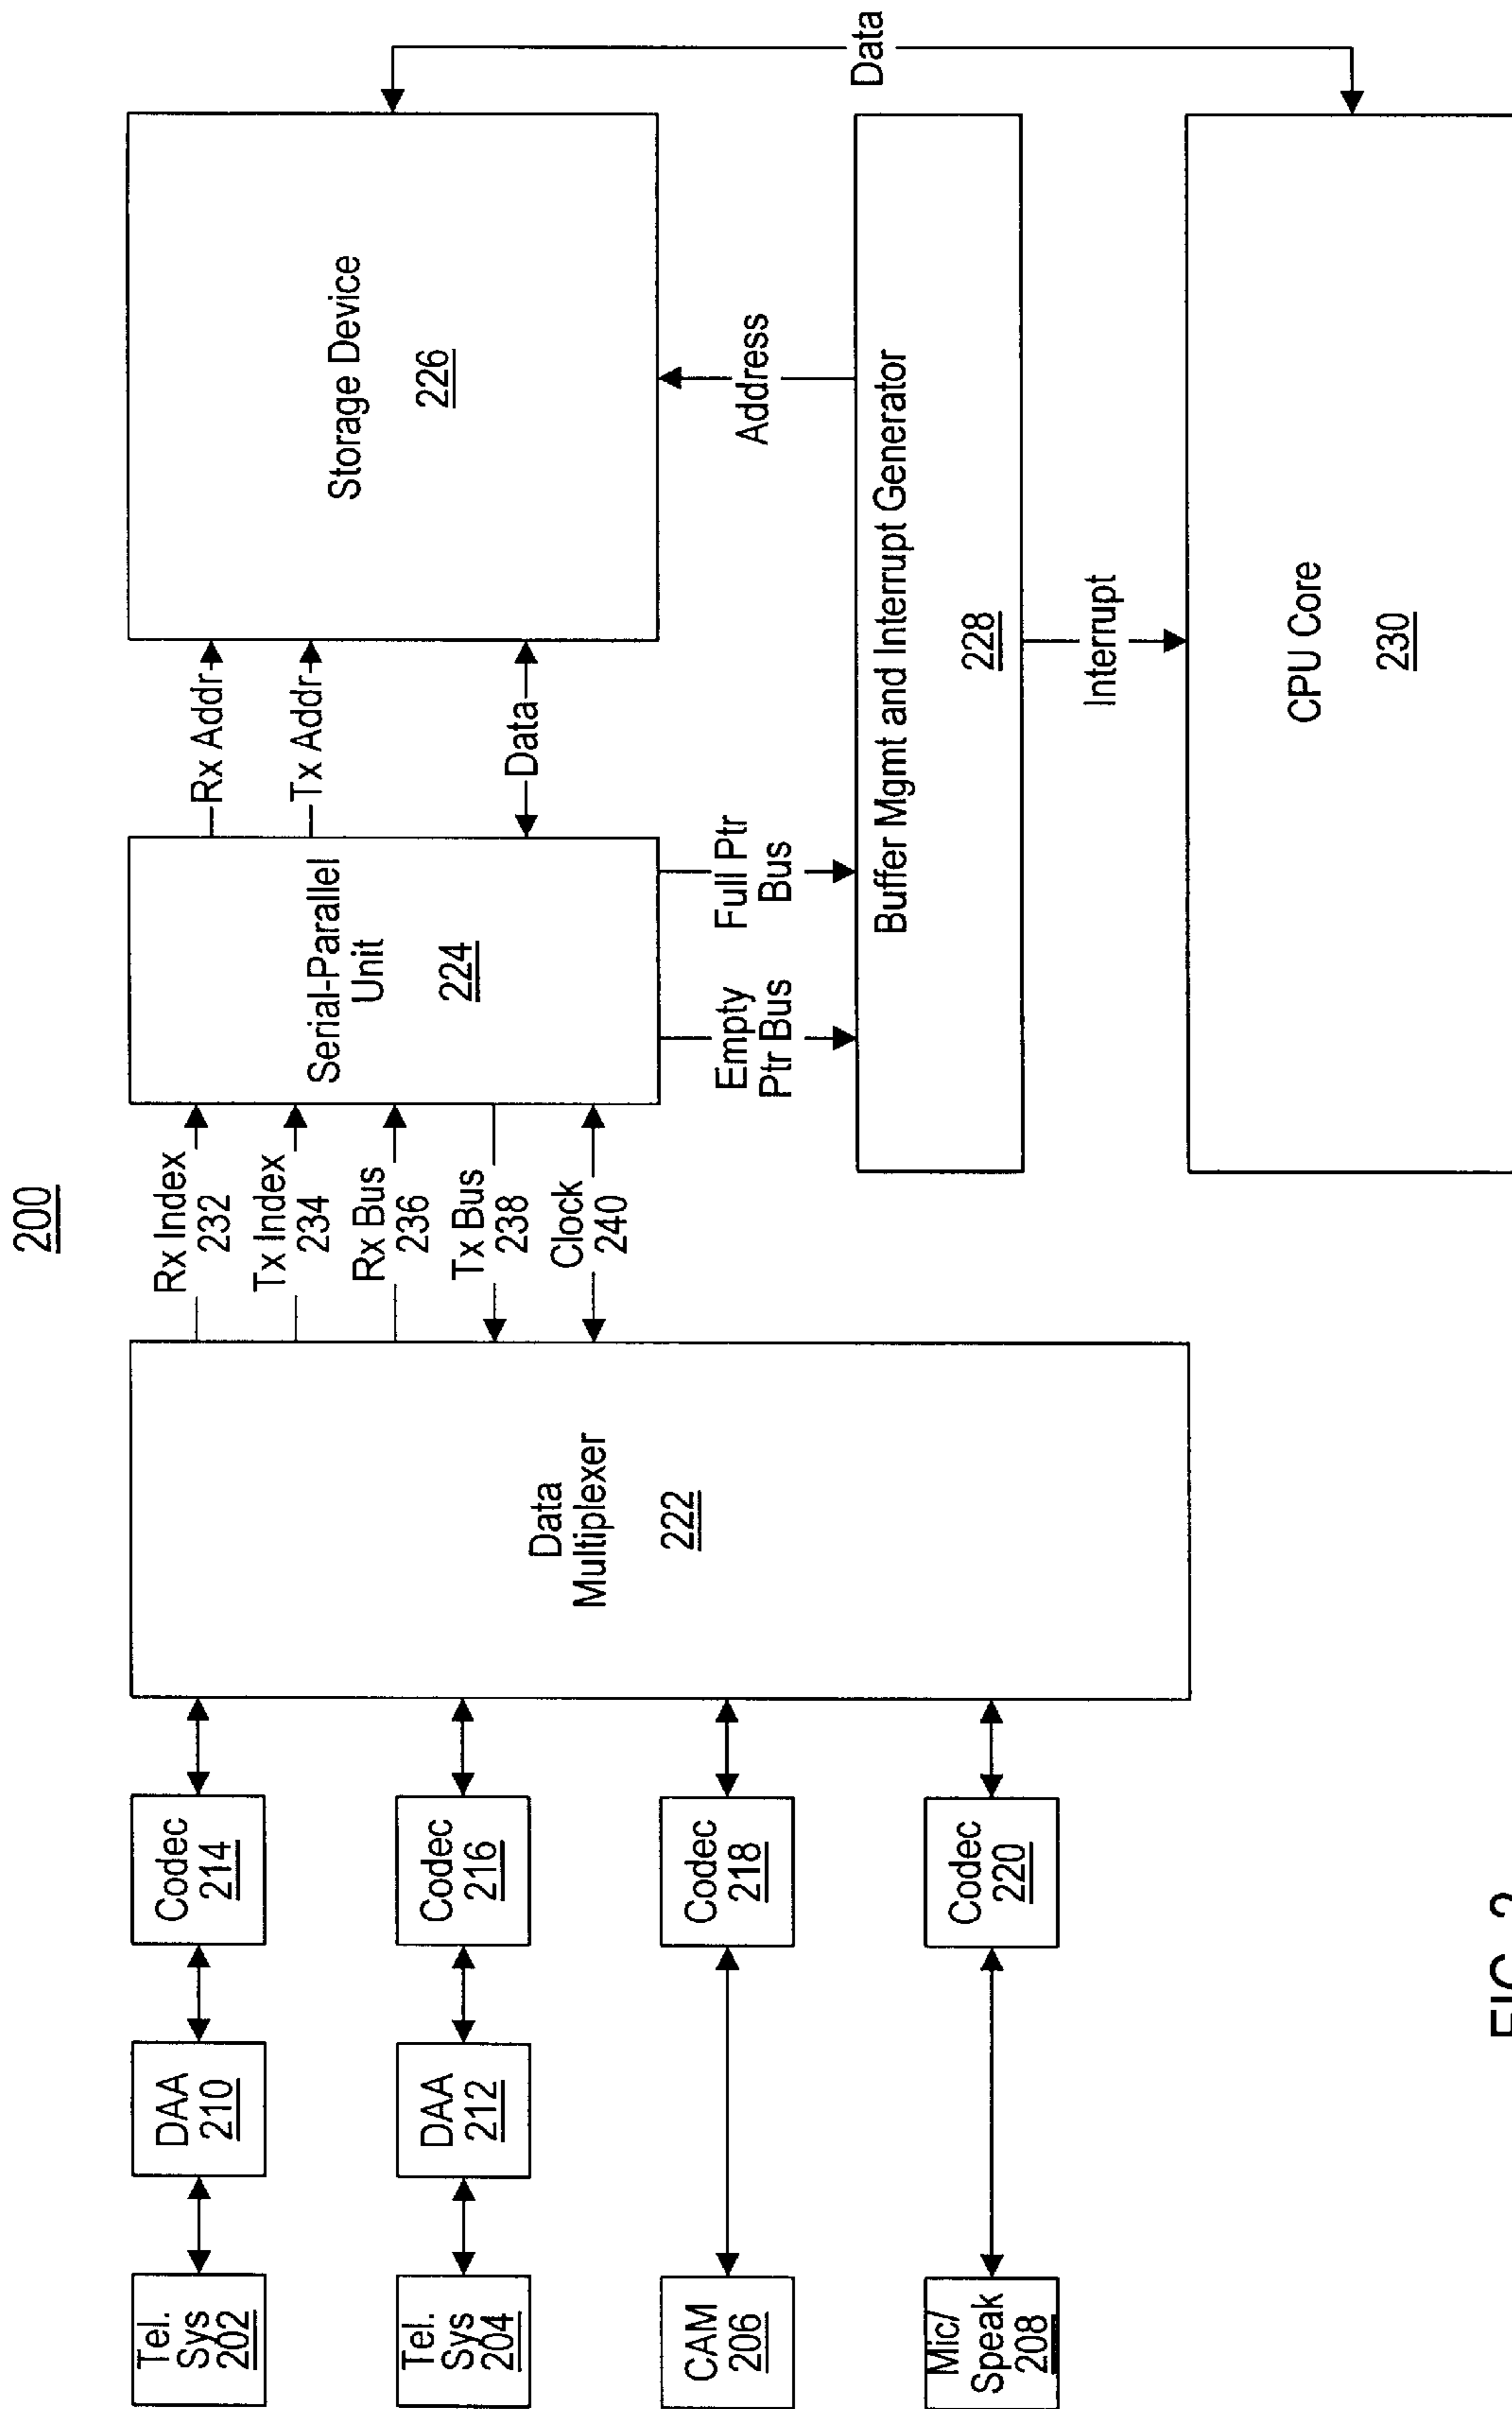 200
Tel.
Sys
202
DAA
210
Codec
214
Tel.
Sys
204
DAA
212
Codec
216
CAM
206
Codec
218
Mic/
Speak
208
Codec
220
Data
Multiplexer
222
Rx Index
232
Tx Index
234
Rx Bus
236
Tx Bus
238
Clock
240
Serial-Parallel
Unit
224
Rx Addr
Tx Addr
Data
Storage Device
226
Empty
Ptr Bus
Full Ptr
Bus
Address
Buffer Mgmt and Interrupt Generator
228
Interrupt
Data
CPU Core
230
FIG. 2